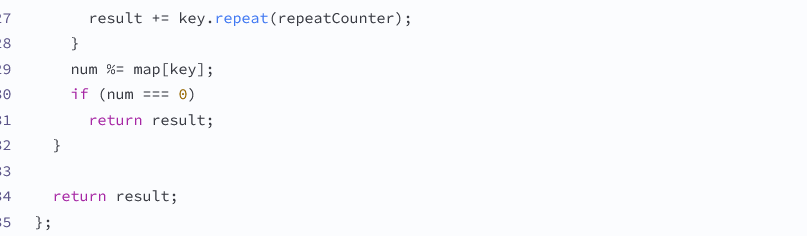 27 result += key.repeat(repeatCounter);
28 }
29 num %= map[key];
30 if (num === 0)
31 return result;
32 }
33
34 return result;
35 };